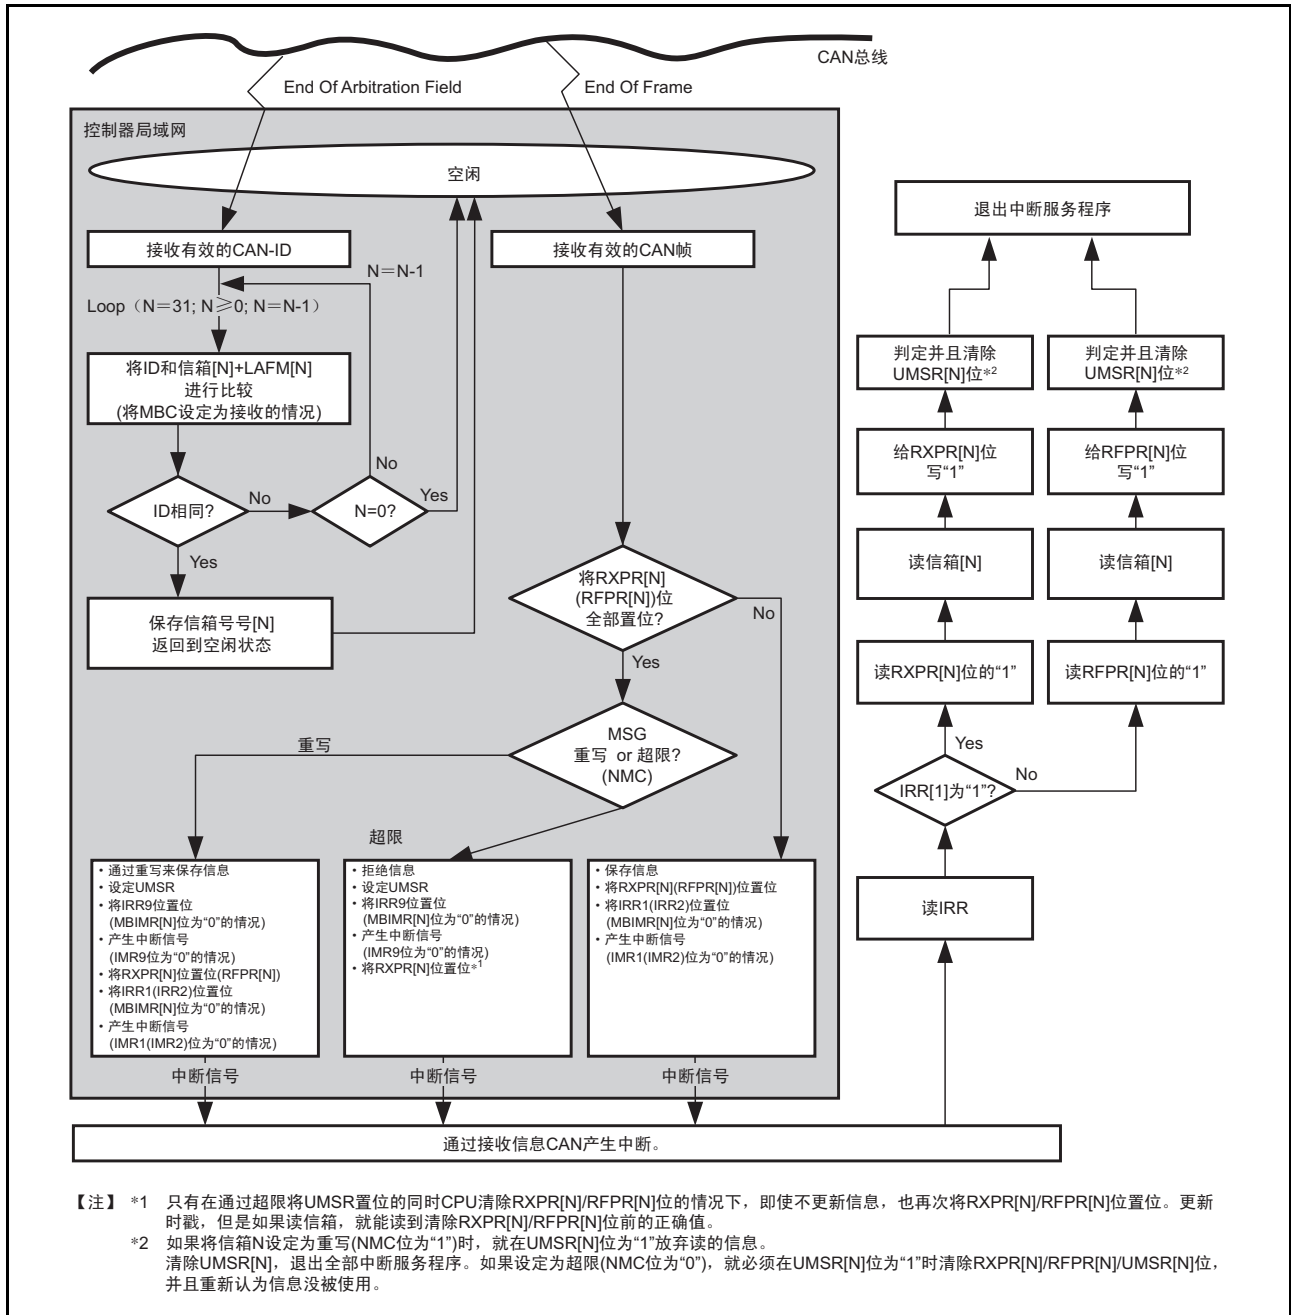 CAN总线
End Of Arbitration Field
End Of Frame
控制器局域网
空闲
接收有效的CAN-ID
接收有效的CAN帧
N＝N-1
Loop（N＝31; N≥0; N＝N-1）
将ID和信箱[N]+LAFM[N]
进行比较
(将MBC设定为接收的情况)
ID相同?
No
N=0?
No
Yes
Yes
保存信箱号号[N]
返回到空闲状态
将RXPR[N]
(RFPR[N])位
全部置位?
No
Yes
MSG
重写 or 超限?
(NMC)
重写
超限
・通过重写来保存信息
・设定UMSR
・将IRR9位置位
(MBIMR[N]位为“0”的情况)
・产生中断信号
(IMR9位为“0”的情况)
・将RXPR[N]位置位(RFPR[N])
・将IRR1(IRR2)位置位
(MBIMR[N]位为“0”的情况)
・产生中断信号
(IMR1(IMR2)位为“0”的情况)
・拒绝信息
・设定UMSR
・将IRR9位置位
(MBIMR[N]位为“0”的情况)
・产生中断信号
(IMR9位为“0”的情况)
・将RXPR[N]位置位*1
・保存信息
・将RXPR[N](RFPR[N])位置位
・将IRR1(IRR2)位置位
(MBIMR[N]位为“0”的情况)
・产生中断信号
(IMR1(IMR2)位为“0”的情况)
中断信号
中断信号
中断信号
通过接收信息CAN产生中断。
退出中断服务程序
判定并且清除
UMSR[N]位*2
判定并且清除
UMSR[N]位*2
给RXPR[N]位
写“1”
给RFPR[N]位
写“1”
读信箱[N]
读信箱[N]
读RXPR[N]位的“1”
读RFPR[N]位的“1”
Yes
No
IRR[1]为“1”?
读IRR
【注】 *1 只有在通过超限将UMSR置位的同时CPU清除RXPR[N]/RFPR[N]位的情况下，即使不更新信息，也再次将RXPR[N]/RFPR[N]位置位。更新
时戳，但是如果读信箱，就能读到清除RXPR[N]/RFPR[N]位前的正确值。
*2 如果将信箱N设定为重写(NMC位为“1”)时，就在UMSR[N]位为“1”放弃读的信息。
清除UMSR[N]，退出全部中断服务程序。如果设定为超限(NMC位为“0”)，就必须在UMSR[N]位为“1”时清除RXPR[N]/RFPR[N]/UMSR[N]位，
并且重新认为信息没被使用。